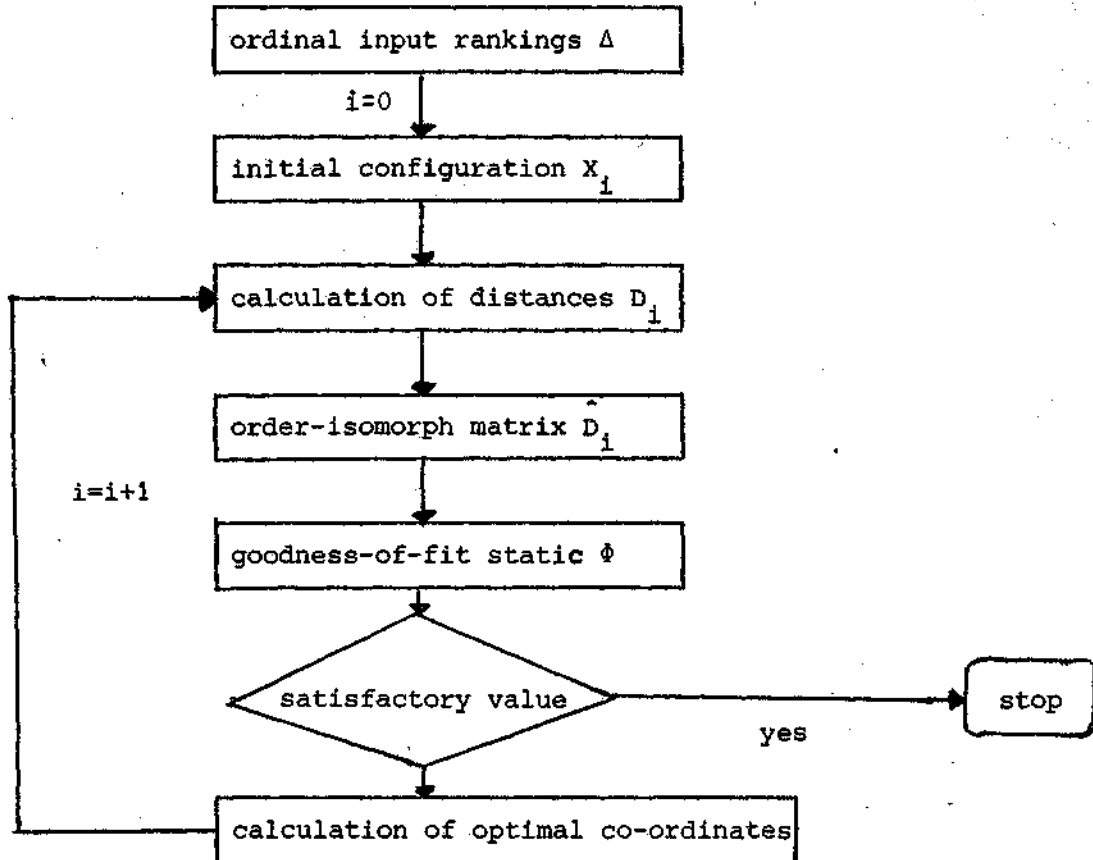 ordinal input rankings Δ
i=0
initial configuration X_i
calculation of distances D_i
order-isomorph matrix D̂_i
i=i+1
goodness-of-fit static Φ
satisfactory value
yes
stop
calculation of optimal co-ordinates